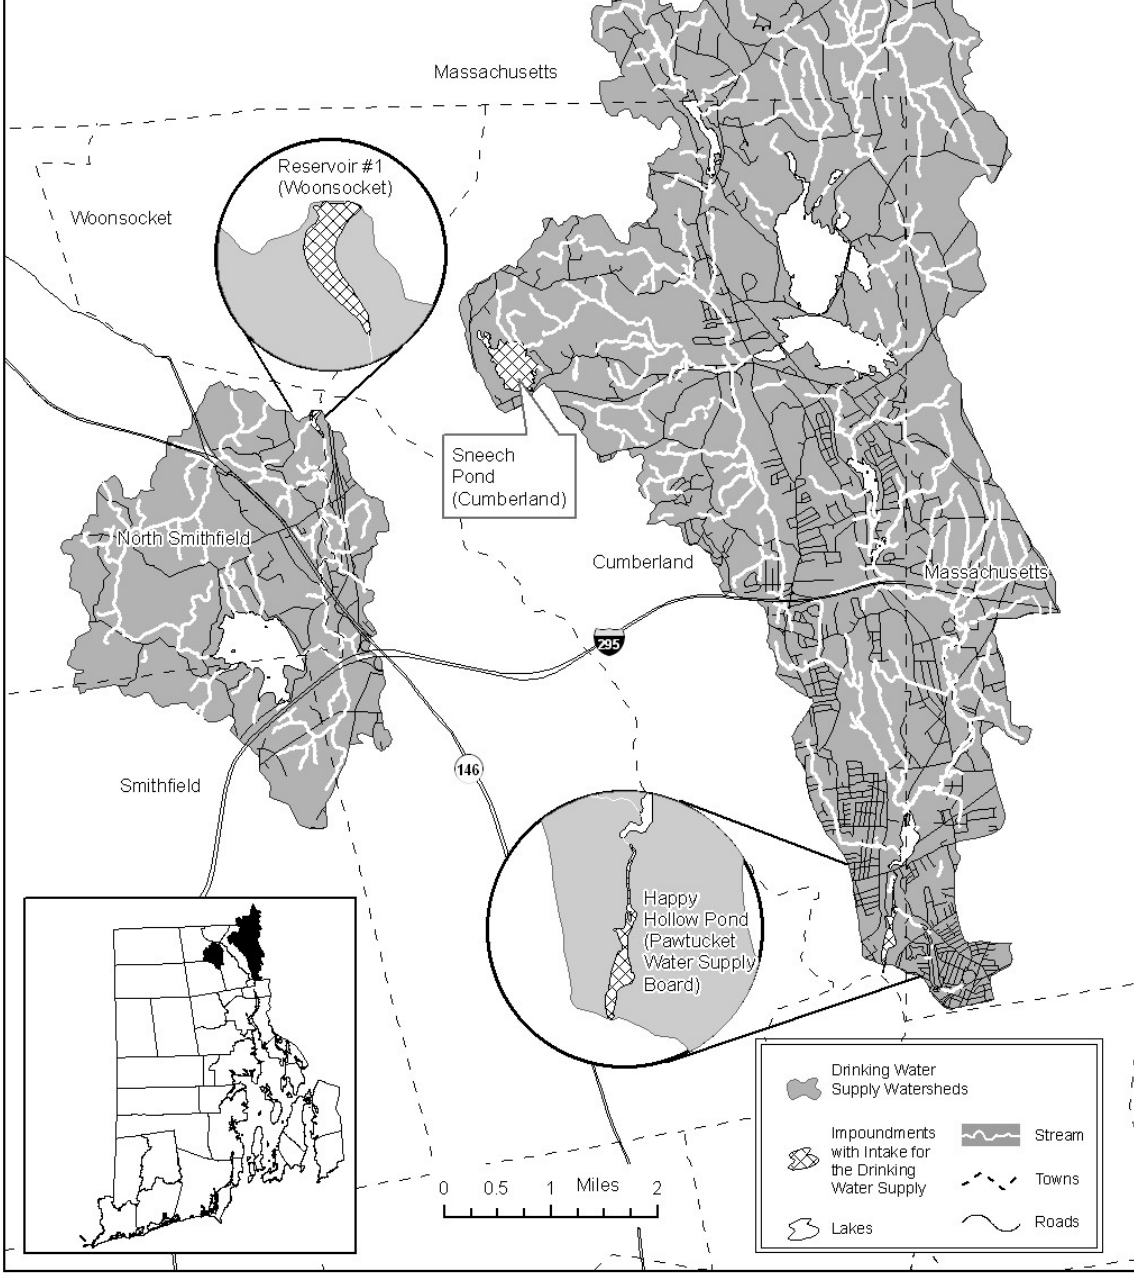 Massachusetts
Reservoir #1
(Woonsocket)
Woonsocket
Sneech
Pond
(Cumberland)
North Smithfield
Cumberland
Massachusetts
295
146
Smithfield
Happy
Hollow Pond
(Pawtucket
Water Supply
Board)
0 0.5 1 Miles 2
Drinking Water
Supply Watersheds
Impoundments
with Intake for
the Drinking
Water Supply
Lakes
Stream
Towns
Roads